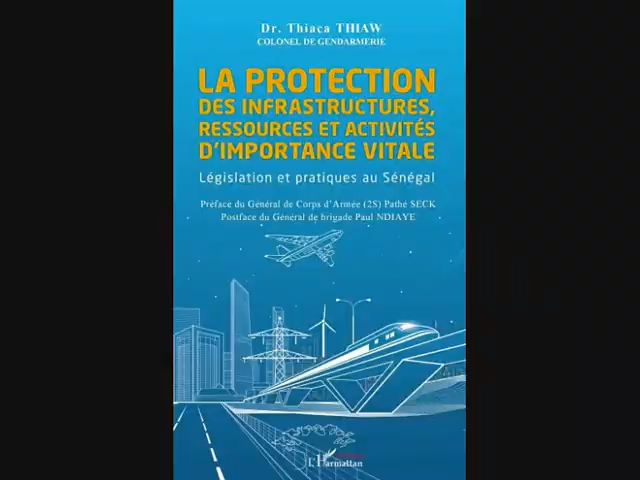 Dr. Thiaca THIAW
COLONEL DE GENDARMERIE
LA PROTECTION
DES INFRASTRUCTURES,
RESSOURCES ET ACTIVITÉS
D'IMPORTANCE VITALE
Législation et pratiques au Sénégal
Préface du Général de Corps d'Armée (2S) Pathé SECK
Postface du Général de brigade Paul NDIAYE
L'Harmattan